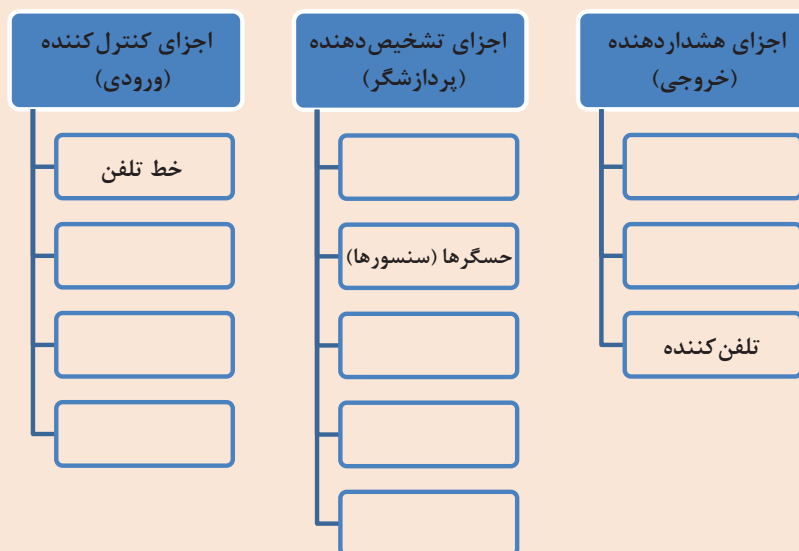 اجزای هشداردهنده
(خروجی)
تلفن‌کننده
اجزای تشخیص‌دهنده
(پردازشگر)
حسگرها (سنسورها)
اجزای کنترل‌کننده
(ورودی)
خط تلفن